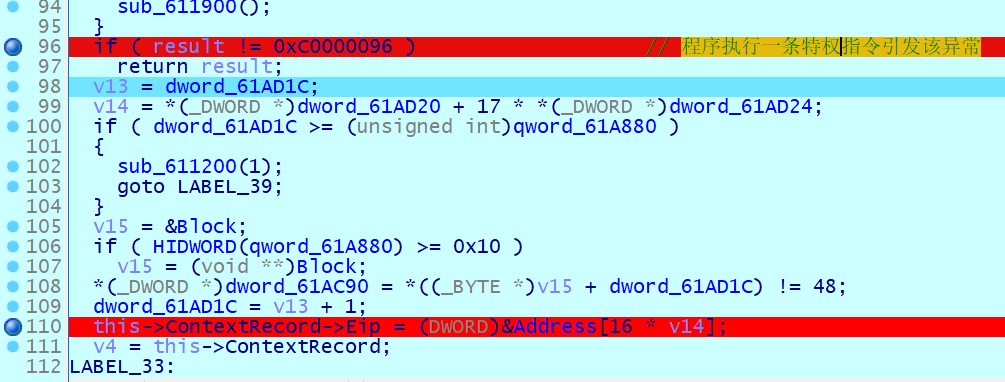 94 sub_611900();
95 }
96 if ( result != 0xC0000096 ) // 程序执行一条特权指令引发该异常
97 return result;
98 v13 = dword_61AD1C;
99 v14 = *(_DWORD *)dword_61AD20 + 17 * *(_DWORD *)dword_61AD24;
100 if ( dword_61AD1C >= (unsigned int)qword_61A880 )
101 {
102 sub_611200(1);
103 goto LABEL_39;
104 }
105 v15 = &Block;
106 if ( HIDWORD(qword_61A880) >= 0x10 )
107 v15 = (void **)Block;
108 *(_DWORD *)dword_61AC90 = *((_BYTE *)v15 + dword_61AD1C) != 48;
109 dword_61AD1C = v13 + 1;
110 this->ContextRecord->Eip = (DWORD)&Address[16 * v14];
111 v4 = this->ContextRecord;
112 LABEL_33: